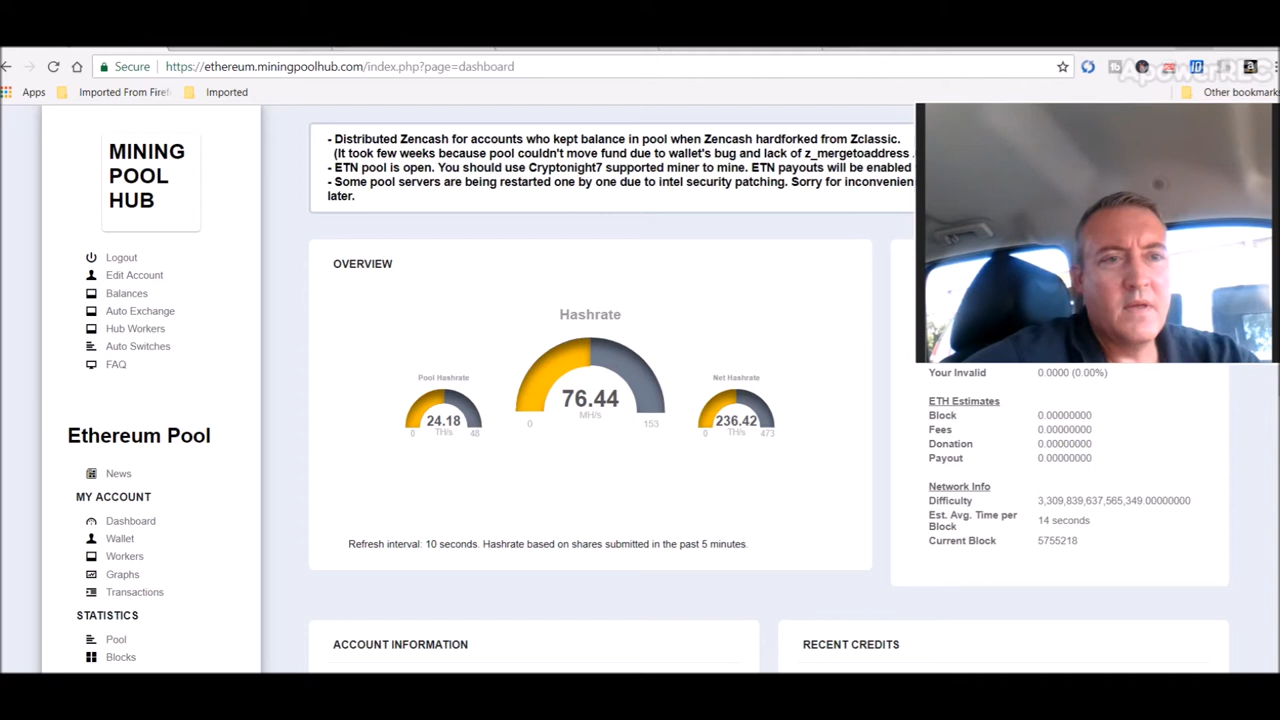 ApowerREC
Secure https://ethereum.miningpoolhub.com/index.php?page=dashboard
Apps Imported From Firef Imported Other bookmarks
MINING
POOL
HUB
Logout
Edit Account
Balances
Auto Exchange
Hub Workers
Auto Switches
FAQ
Ethereum Pool
News
MY ACCOUNT
Dashboard
Wallet
Workers
Graphs
Transactions
STATISTICS
Pool
Blocks
- Distributed Zencash for accounts who kept balance in pool when Zencash hardforked from Zclassic.
(It took few weeks because pool couldn't move fund due to wallet's bug and lack of z_mergetoaddress
- ETN pool is open. You should use Cryptonight7 supported miner to mine. ETN payouts will be enabled
- Some pool servers are being restarted one by one due to intel security patching. Sorry for inconvenien
later.
OVERVIEW
Hashrate
76.44
MH/s
0 153
Pool Hashrate
24.18
TH/s
0 48
Net Hashrate
236.42
TH/s
0 473
Refresh interval: 10 seconds. Hashrate based on shares submitted in the past 5 minutes.
Your Invalid 0.0000 (0.00%)
ETH Estimates
Block 0.00000000
Fees 0.00000000
Donation 0.00000000
Payout 0.00000000
Network Info
Difficulty 3,309,839,637,565,349.00000000
Est. Avg. Time per
Block 14 seconds
Current Block 5755218
ACCOUNT INFORMATION
RECENT CREDITS